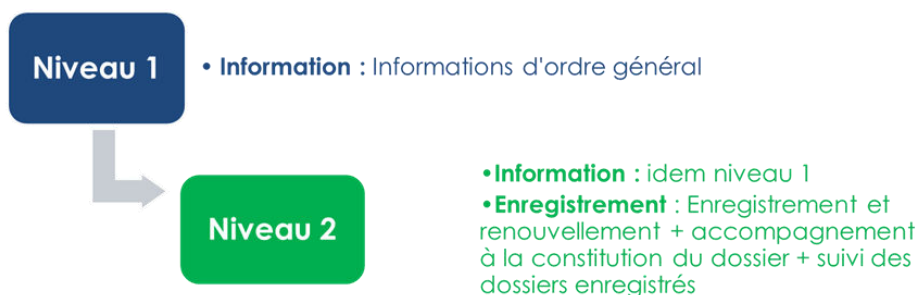 Niveau 1
• Information : Informations d'ordre général
Niveau 2
•Information : idem niveau 1
•Enregistrement : Enregistrement et
renouvellement + accompagnement
à la constitution du dossier + suivi des
dossiers enregistrés